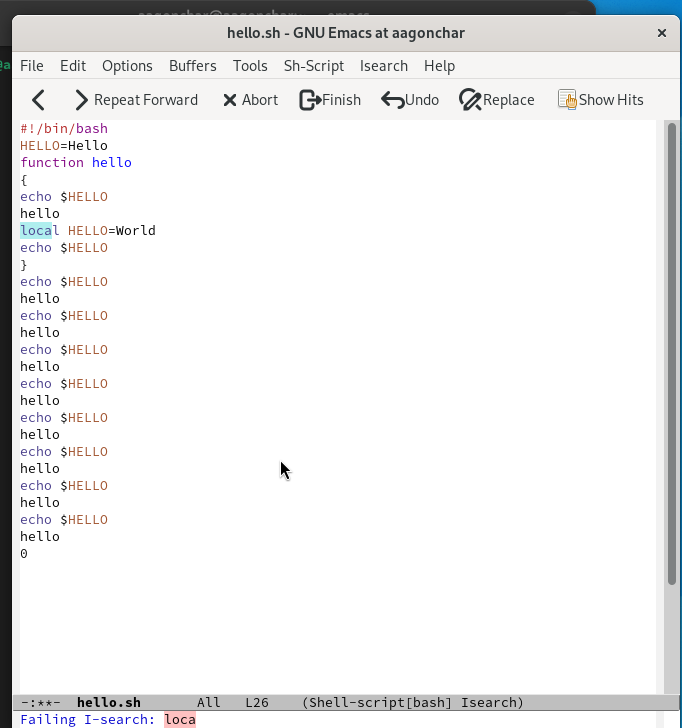 hello.sh - GNU Emacs at aagonchar ×
File Edit Options Buffers Tools Sh-Script Isearch Help
Repeat Forward Abort Finish Undo Replace Show Hits
#!/bin/bash
HELLO=Hello
function hello
{
echo $HELLO
hello
local HELLO=World
echo $HELLO
}
echo $HELLO
hello
echo $HELLO
hello
echo $HELLO
hello
echo $HELLO
hello
echo $HELLO
hello
echo $HELLO
hello
echo $HELLO
hello
echo $HELLO
hello
0
-:**- hello.sh All L26 (Shell-script[bash] Isearch)
Failing I-search: loca